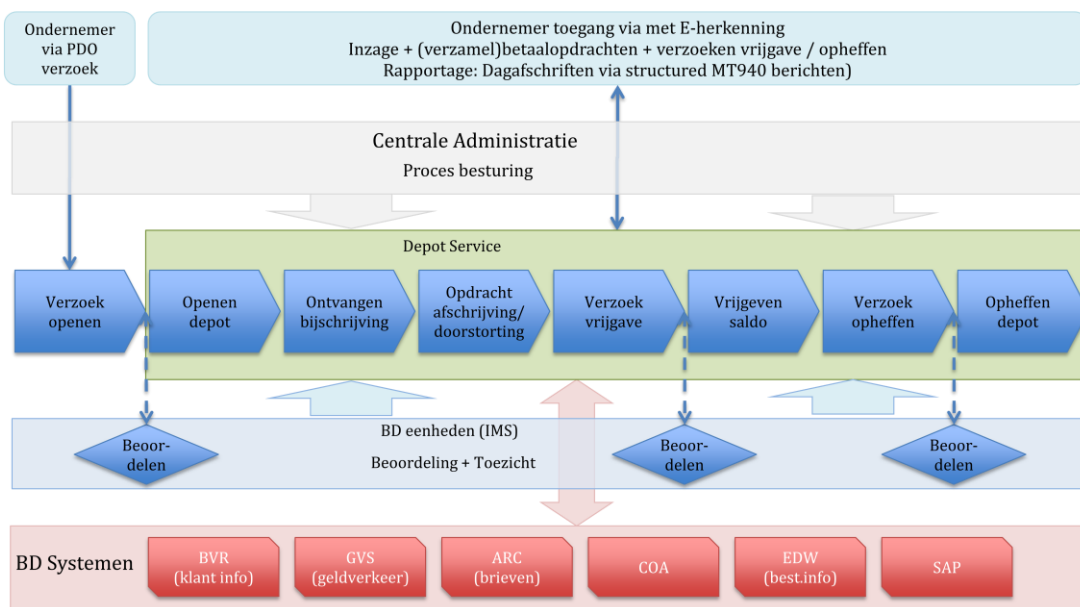 Ondernemer
via PDO
verzoek
Ondernemer toegang via met E-herkenning
Inzage + (verzamel)betaalopdrachten + verzoeken vrijgave / opheffen
Rapportage: Dagafschriften via structured MT940 berichten)
Centrale Administratie
Proces besturing
Depot Service
Verzoek
openen
Openen
depot
Ontvangen
bijschrijving
Opdracht
afschrijving/
doorstorting
Verzoek
vrijgave
Vrijgeven
saldo
Verzoek
opheffen
Opheffen
depot
BD eenheden (IMS)
Beoordeling + Toezicht
Beoor-
delen
Beoor-
delen
Beoor-
delen
BD Systemen
BVR
(klant info)
GVS
(geldverkeer)
ARC
(brieven)
COA
EDW
(best.info)
SAP